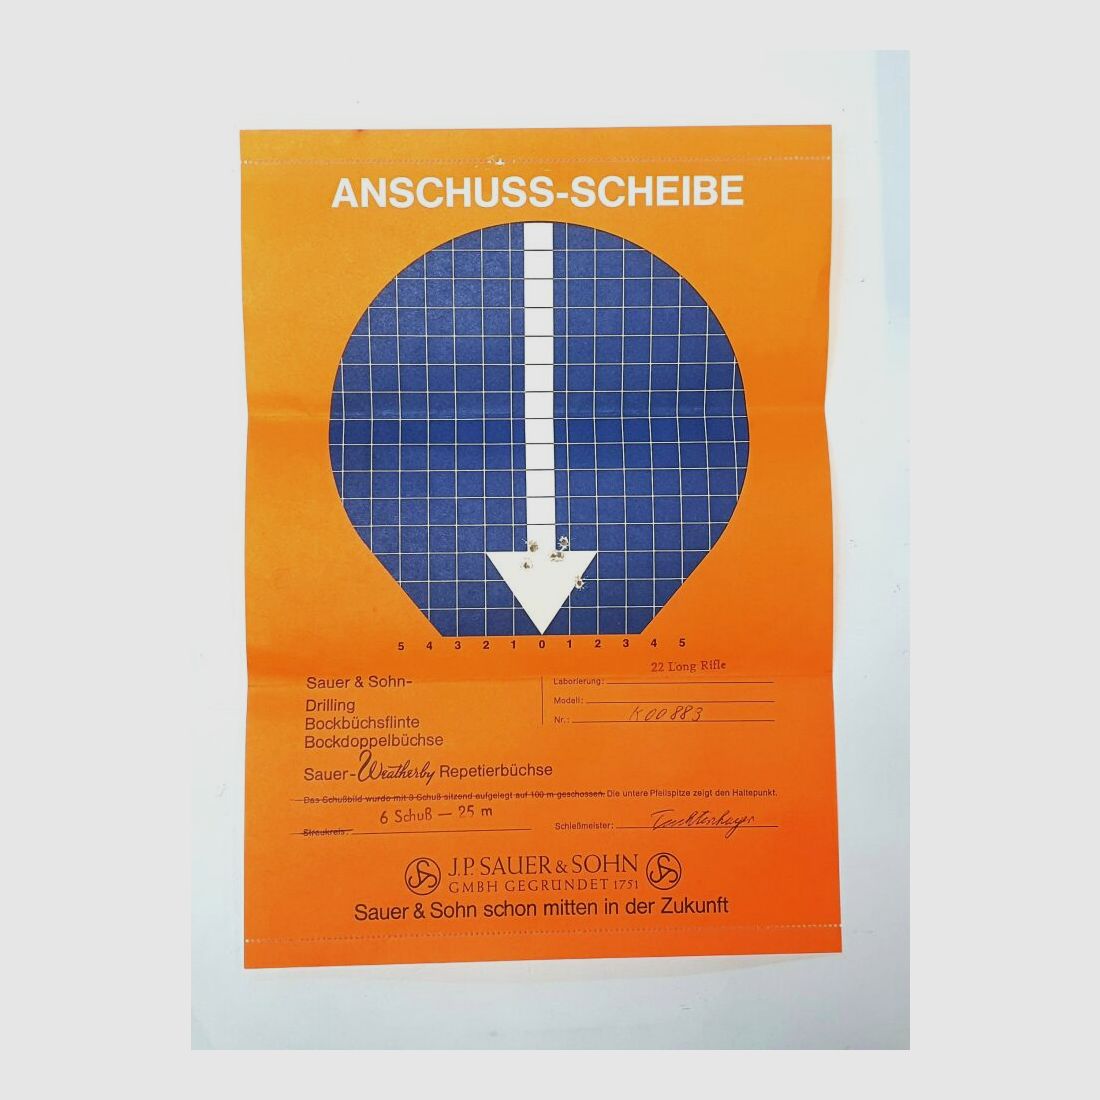 ANSCHUSS-SCHEIBE
5 4 3 2 1 0 1 2 3 4 5
22 Long Rifle
Sauer & Sohn-
Drilling
Bockbüchsflinte
Bockdoppelbüchse
Sauer-Weatherby Repetierbüchse
Laborierung:
Modell:
Nr.: K00883
Das Schußbild wurde mit 3 Schuß sitzend aufgelegt auf 100 m geschossen. Die untere Pfeilspitze zeigt den Haltepunkt.
6 Schuß — 25 m
Streukreis:
Schießmeister:
J.P. SAUER & SOHN
GMBH GEGRÜNDET 1751
Sauer & Sohn schon mitten in der Zukunft